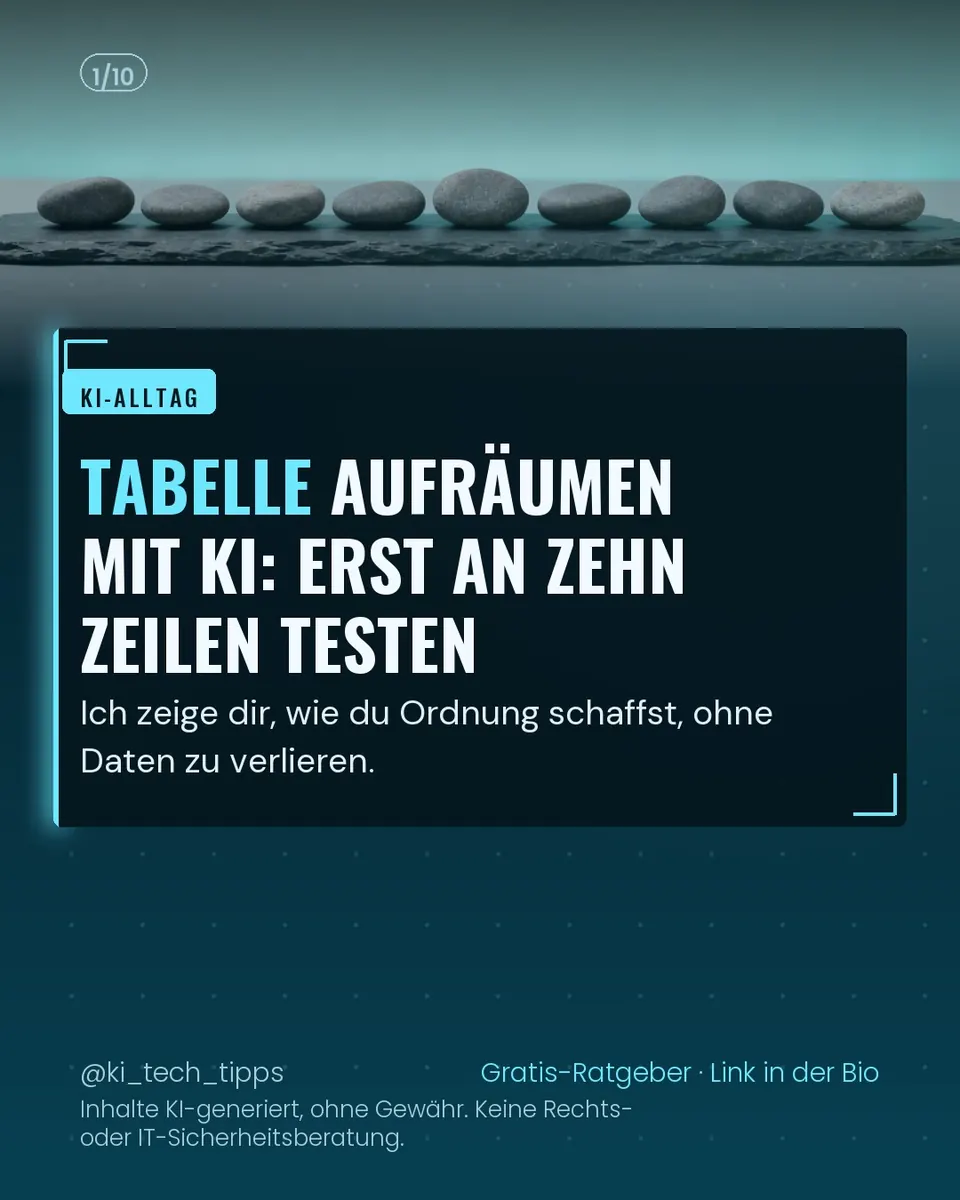 1/10
KI-ALLTAG
TABELLE AUFRÄUMEN
MIT KI: ERST AN ZEHN
ZEILEN TESTEN
Ich zeige dir, wie du Ordnung schaffst, ohne
Daten zu verlieren.
@ki_tech_tipps
Gratis-Ratgeber · Link in der Bio
Inhalte KI-generiert, ohne Gewähr. Keine Rechts-
oder IT-Sicherheitsberatung.